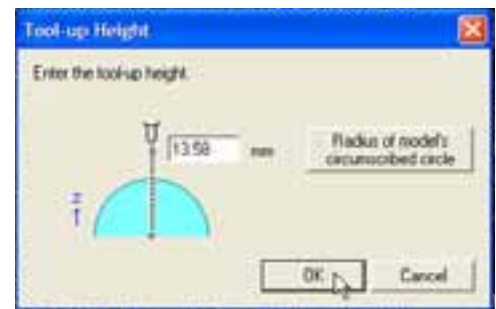 Tool-up Height
Enter the tool-up height.
13.58 mm
Radius of model's
circumscribed circle
z
OK Cancel